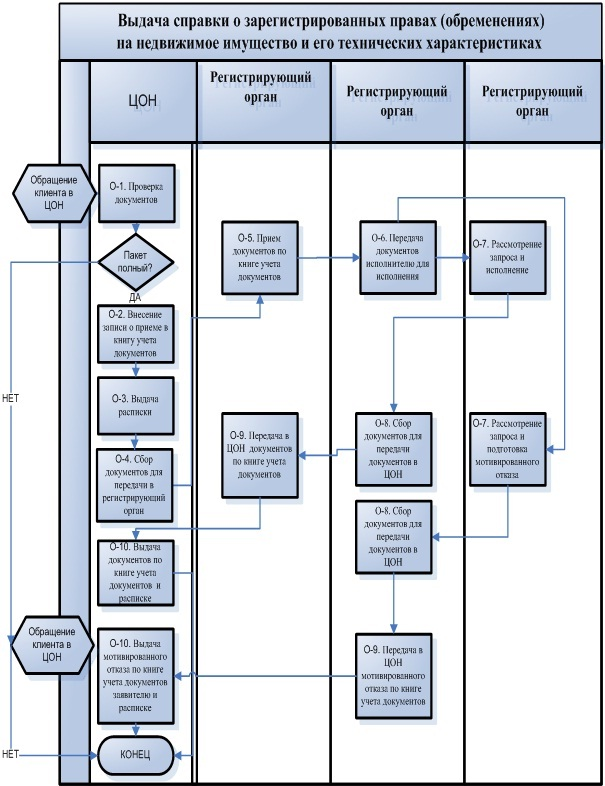 Выдача справки о зарегистрированных правах (обременениях)
на недвижимое имущество и его технических характеристиках
ЦОН
Регистрирующий
орган
Регистрирующий
орган
Регистрирующий
орган
Обращение
клиента в
ЦОН
О-1. Проверка
документов
Пакет
полный?
ДА
НЕТ
О-2. Внесение
записи о приеме в
книгу учета
документов
О-3. Выдача
расписки
О-4. Сбор
документов для
передачи в
регистрирующий
орган
О-5. Прием
документов по
книге учета
документов
О-6. Передача
документов
исполнителю для
исполнения
О-7. Рассмотрение
запроса и
исполнение
О-7. Рассмотрение
запроса и
подготовка
мотивированного
отказа
О-8. Сбор
документов для
передачи
документов в
ЦОН
О-9. Передача в
ЦОН документов
по книге учета
документов
О-8. Сбор
документов для
передачи
документов в
ЦОН
О-10. Выдача
документов по
книге учета
документов и
расписке
Обращение
клиента в
ЦОН
О-10. Выдача
мотивированного
отказа по книге
учета документов
заявителю и
расписке
О-9. Передача в
ЦОН
мотивированного
отказа по книге
учета документов
НЕТ
КОНЕЦ